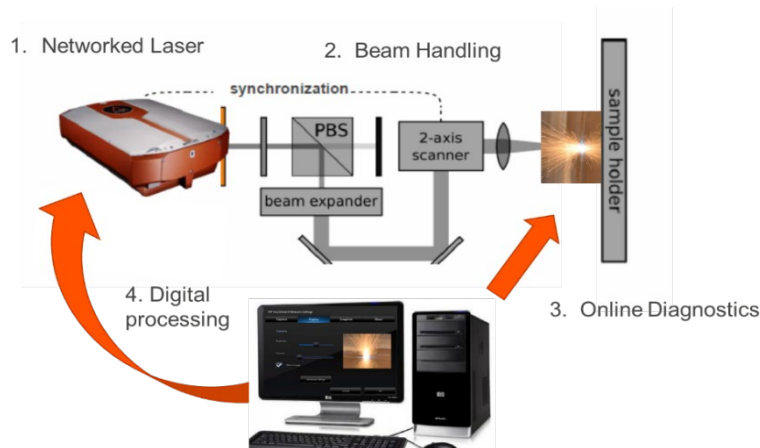 1. Networked Laser
2. Beam Handling
synchronization
PBS
2-axis
scanner
beam expander
sample holder
4. Digital
processing
3. Online Diagnostics